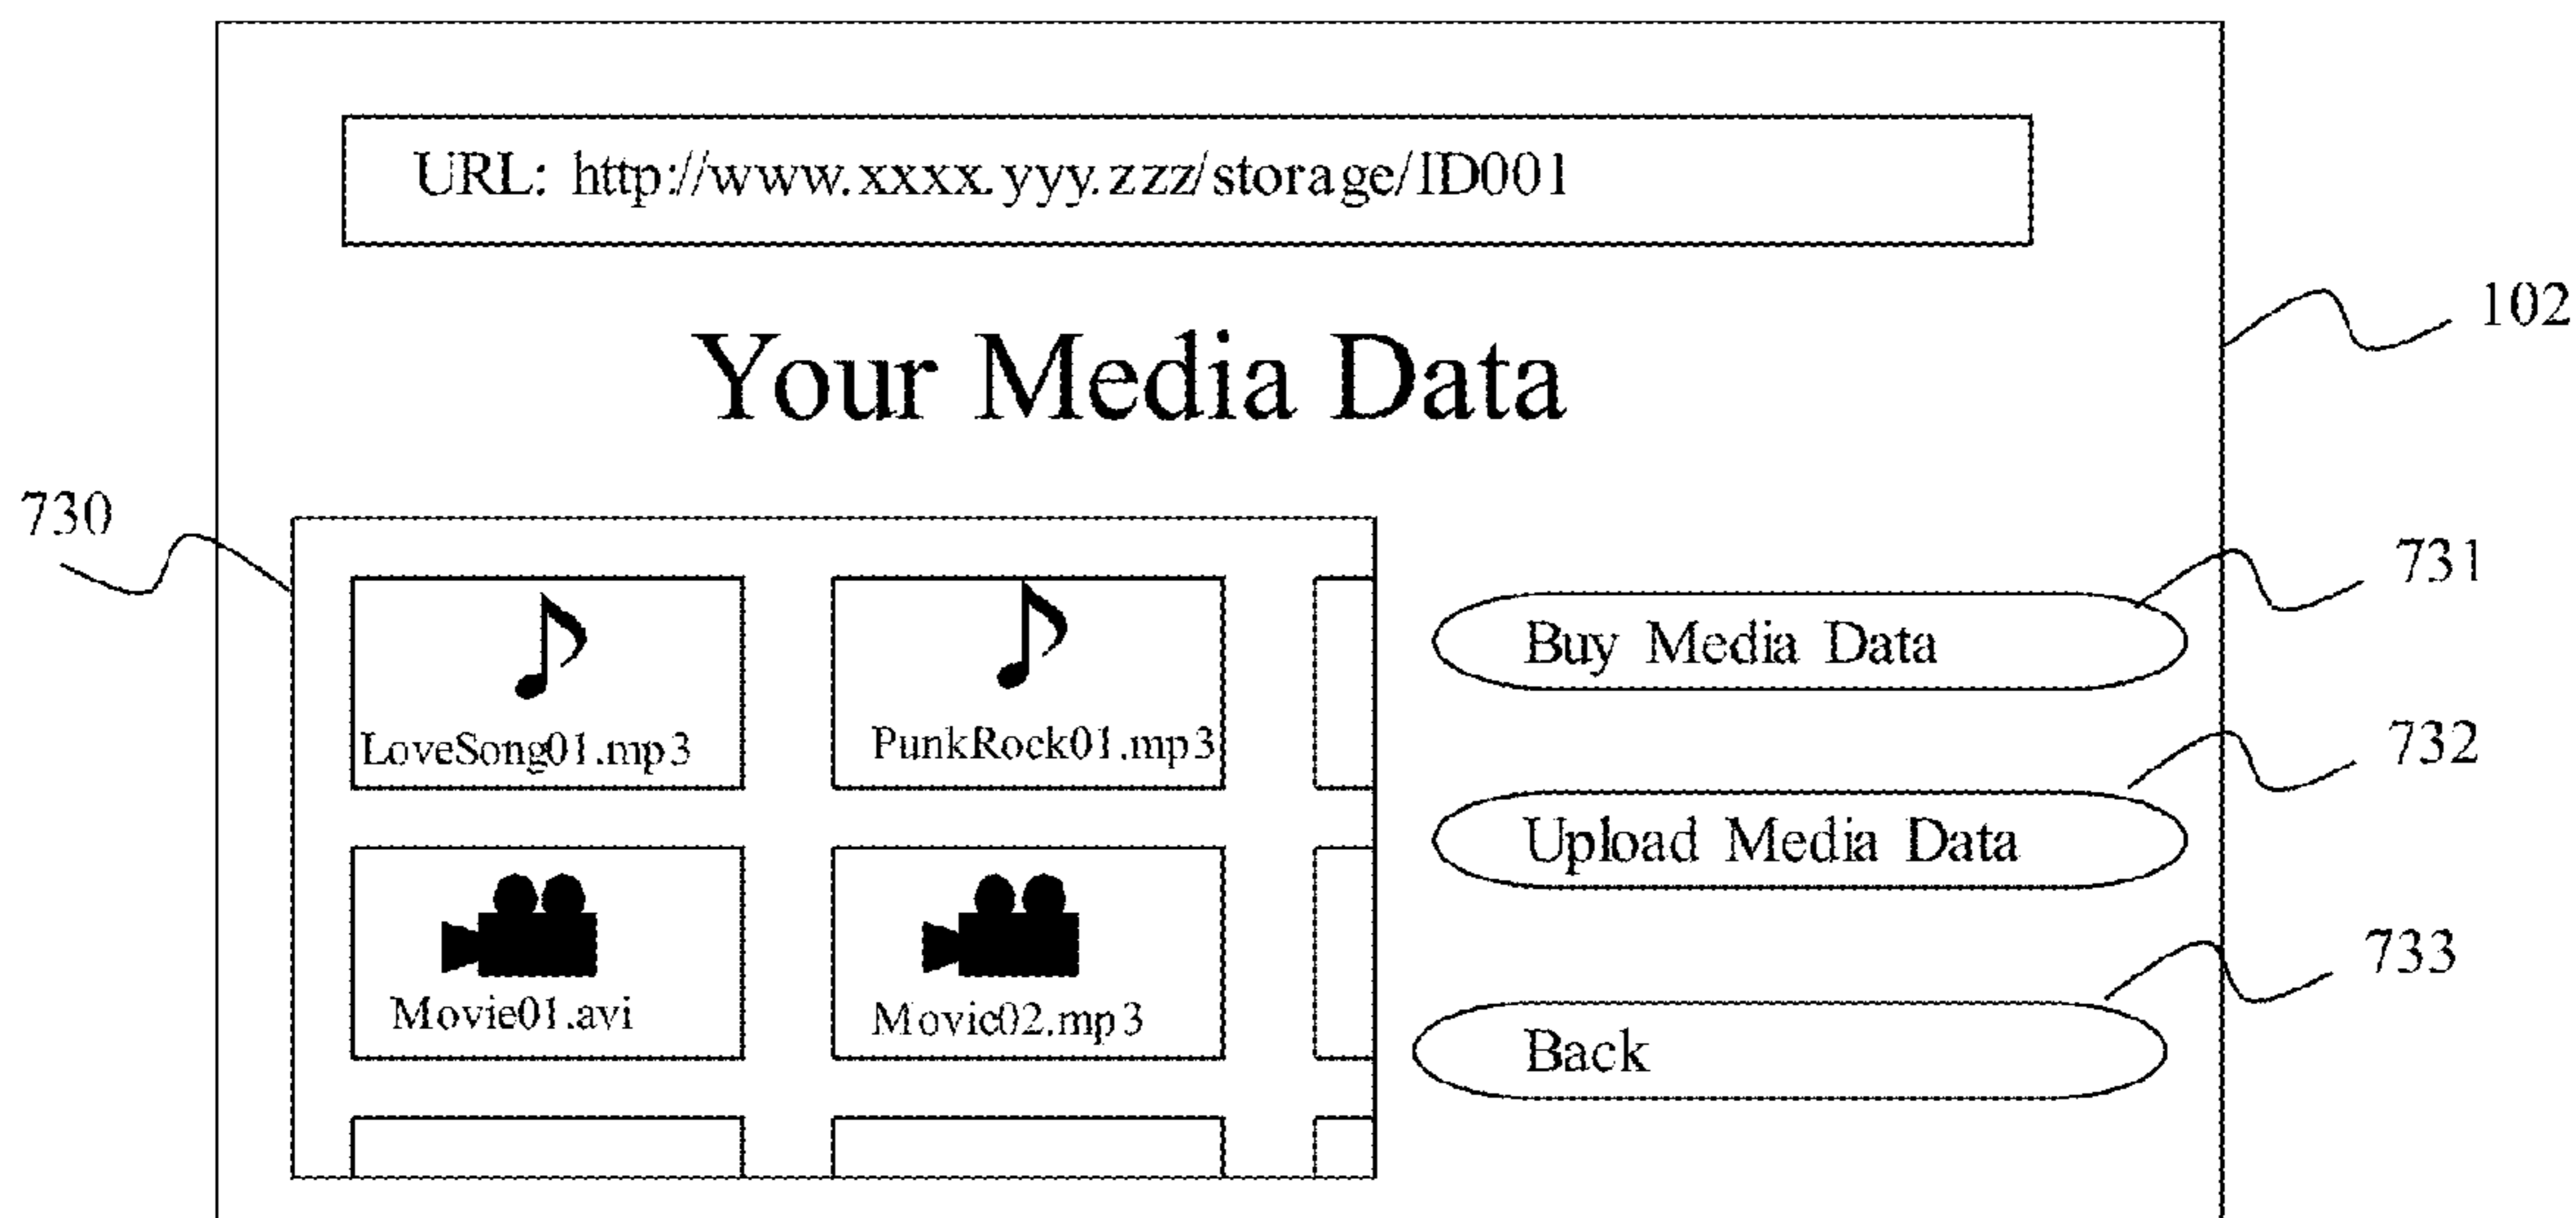 URL: http://www.xxxx.yyy.zzz/storage/ID001
102
Your Media Data
730
LoveSong01.mp3
PunkRock01.mp3
Movie01.avi
Movie02.mp3
731
Buy Media Data
732
Upload Media Data
733
Back